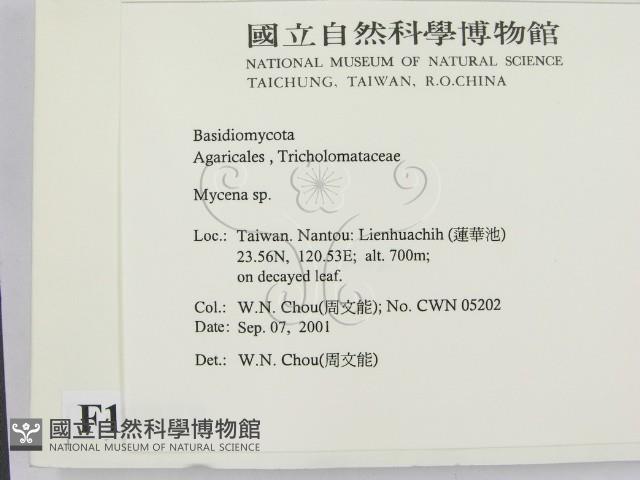 國立自然科學博物館
NATIONAL MUSEUM OF NATURAL SCIENCE
TAICHUNG, TAIWAN, R.O.CHINA
Basidiomycota
Agaricales , Tricholomataceae
Mycena sp.
Loc.: Taiwan. Nantou: Lienhuachih (蓮華池)
23.56N, 120.53E; alt. 700m;
on decayed leaf.
Col.: W.N. Chou(周文能); No. CWN 05202
Date: Sep. 07, 2001
Det.: W.N. Chou(周文能)
F1
國立自然科學博物館
NATIONAL MUSEUM OF NATURAL SCIENCE